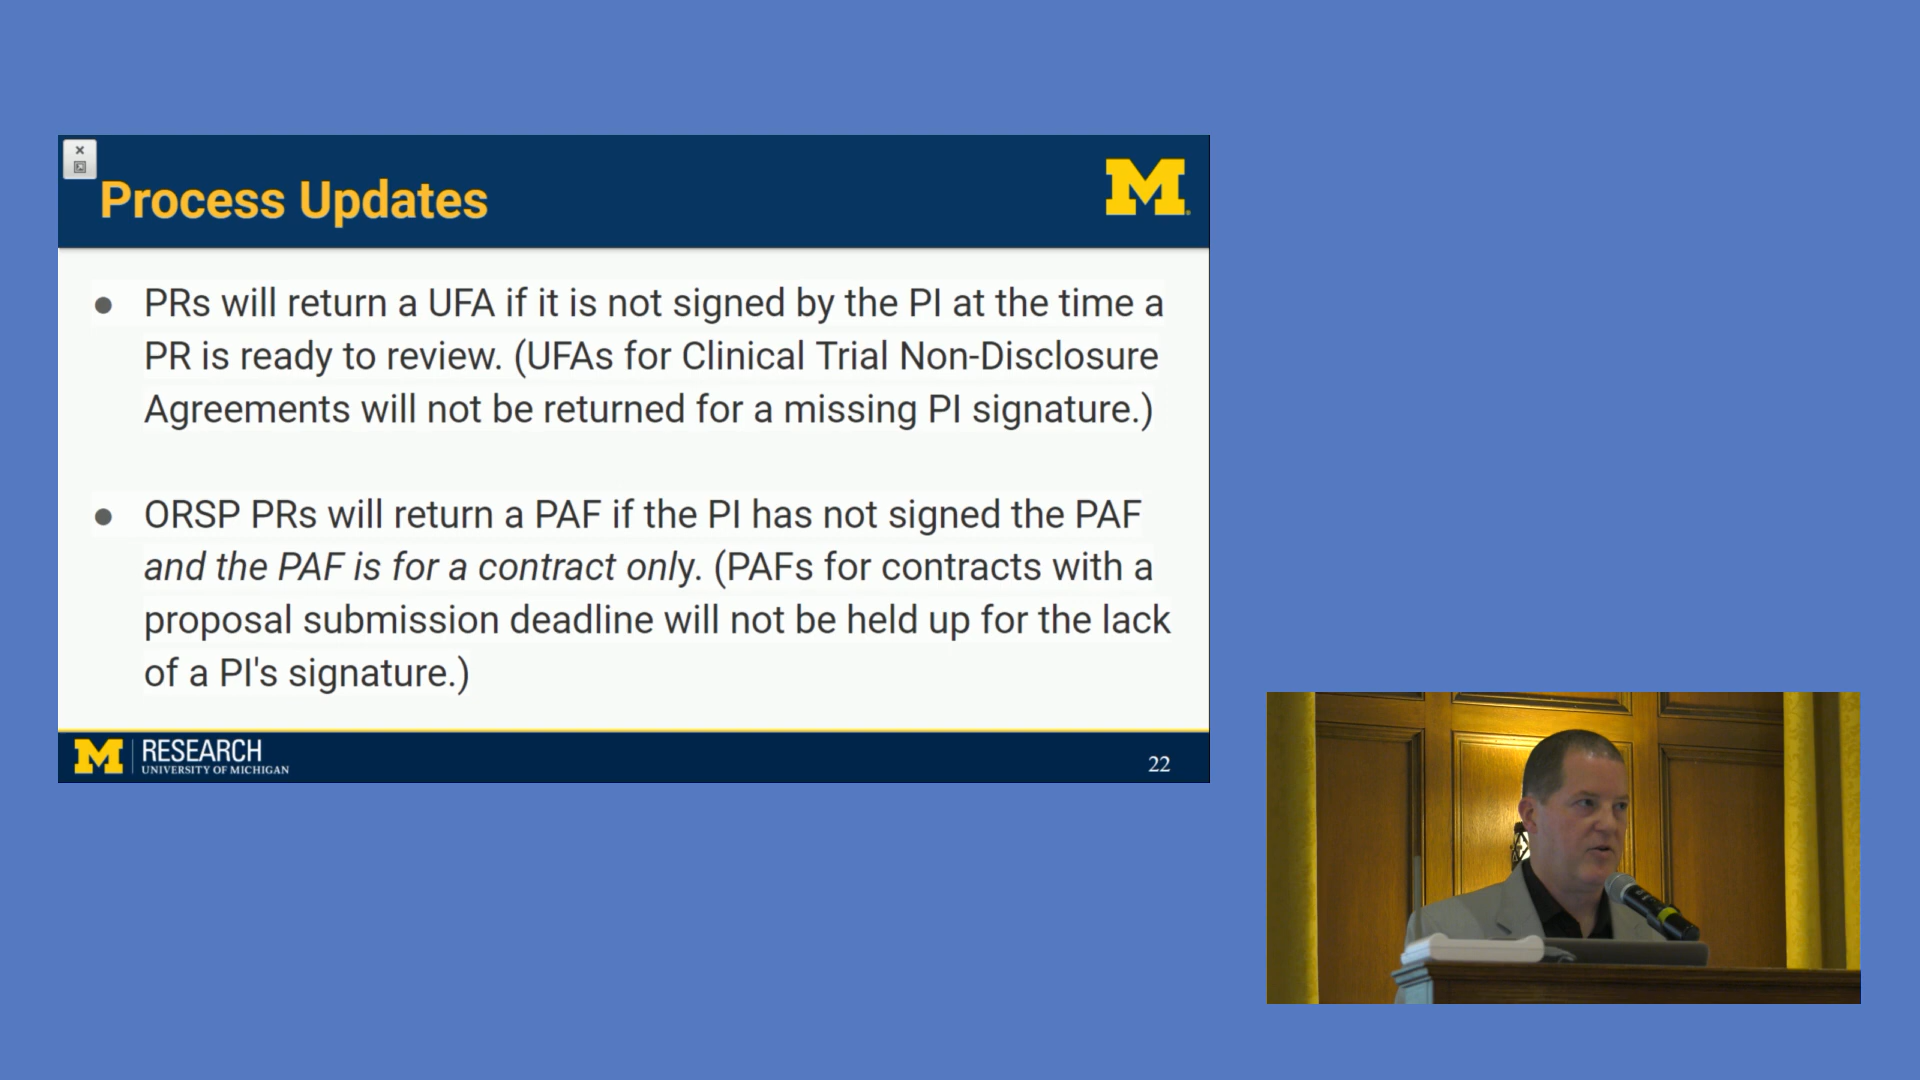 Process Updates
M
● PRs will return a UFA if it is not signed by the PI at the time a
PR is ready to review. (UFAs for Clinical Trial Non-Disclosure
Agreements will not be returned for a missing PI signature.)
● ORSP PRs will return a PAF if the PI has not signed the PAF
and the PAF is for a contract only. (PAFs for contracts with a
proposal submission deadline will not be held up for the lack
of a PI's signature.)
M RESEARCH
UNIVERSITY OF MICHIGAN
22